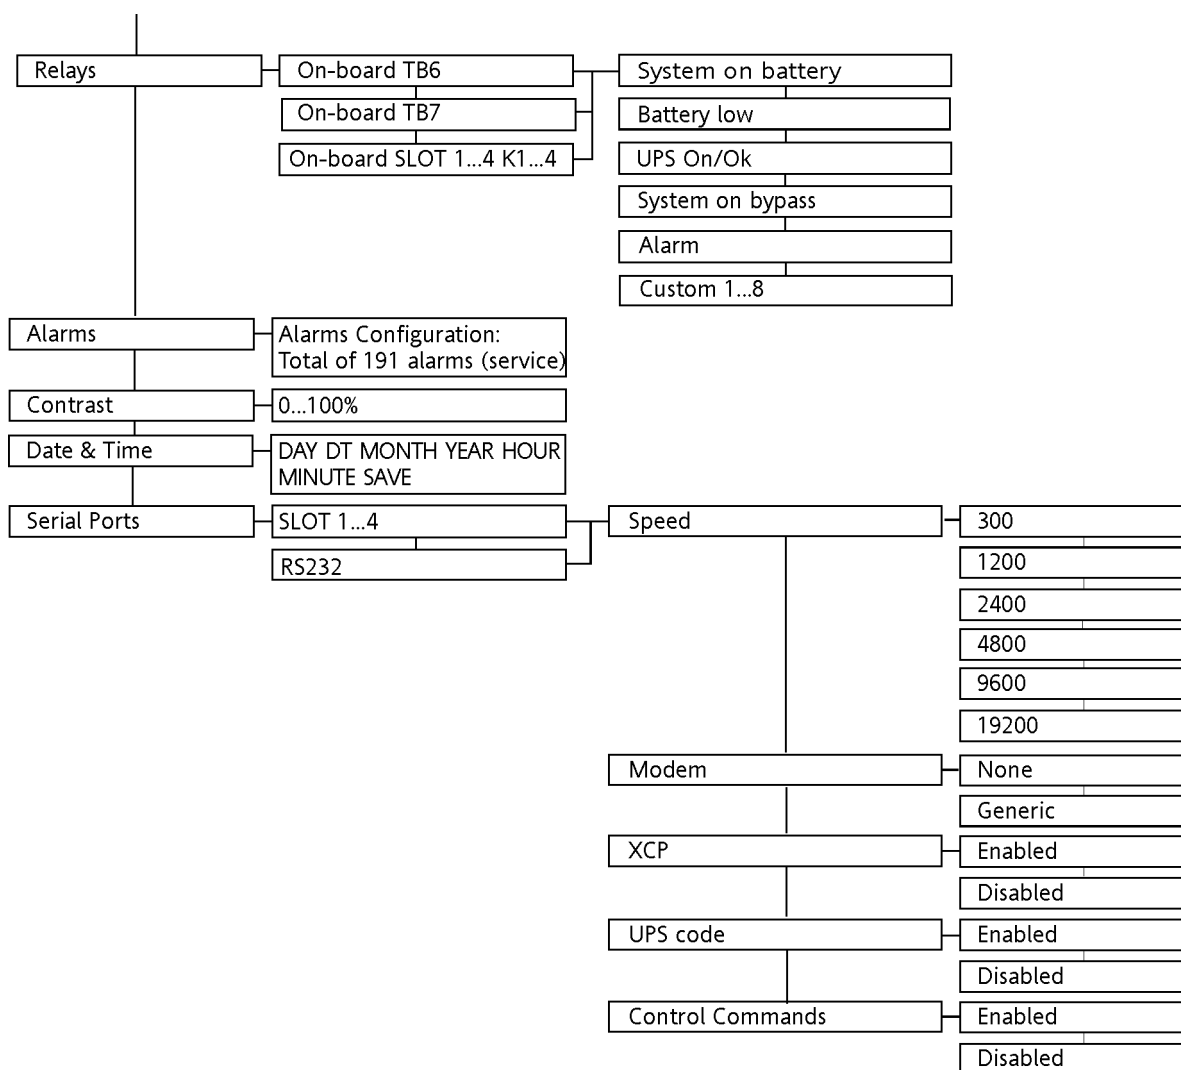 Relays
On-board TB6
System on battery
On-board TB7
Battery low
On-board SLOT 1...4 K1...4
UPS On/Ok
System on bypass
Alarm
Custom 1...8
Alarms
Alarms Configuration:
Total of 191 alarms (service)
Contrast
0...100%
Date & Time
DAY DT MONTH YEAR HOUR
MINUTE SAVE
Serial Ports
SLOT 1...4
Speed
300
RS232
1200
2400
4800
9600
19200
Modem
None
Generic
XCP
Enabled
Disabled
UPS code
Enabled
Disabled
Control Commands
Enabled
Disabled